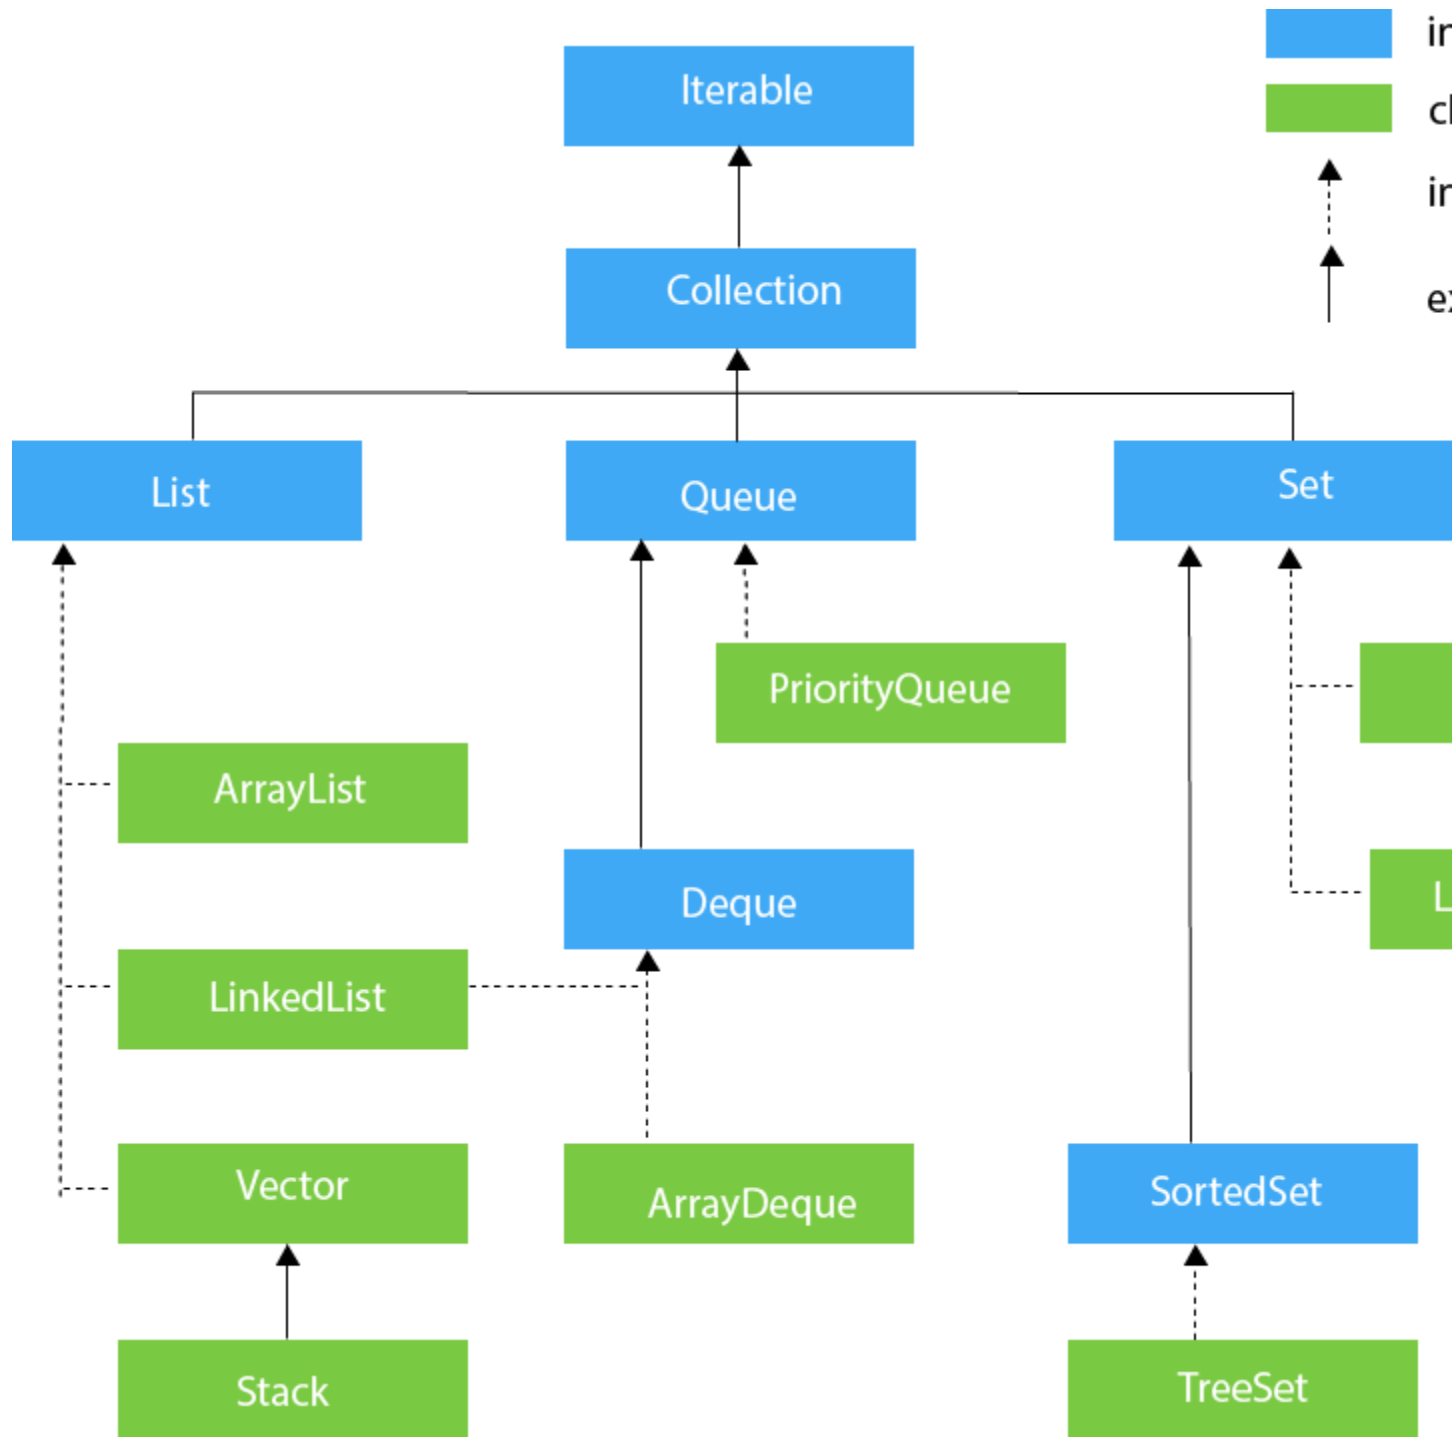 Iterable
Collection
List
Queue
Set
PriorityQueue
ArrayList
Deque
LinkedList
Vector
ArrayDeque
SortedSet
Stack
TreeSet